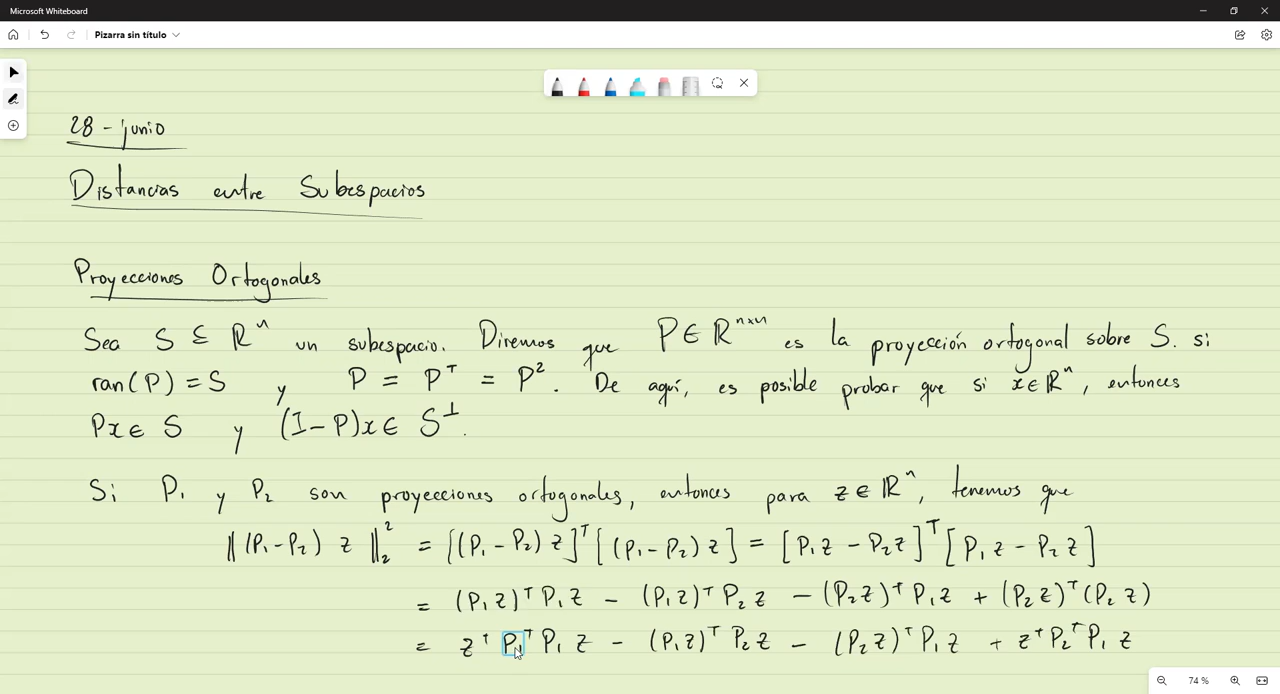 Microsoft Whiteboard
Pizarra sin título
28 - junio
Distancias entre Subespacios
Proyecciones Ortogonales
Sea S ⊆ ℝⁿ un subespacio. Diremos que P ∈ ℝⁿˣⁿ es la proyección ortogonal sobre S. si
ran(P) = S y P = Pᵀ = P². De aquí, es posible probar que si x ∈ ℝⁿ, entonces
Px ∈ S y (I-P)x ∈ S^⊥.
Si P₁ y P₂ son proyecciones ortogonales, entonces para z ∈ ℝⁿ, tenemos que
‖(P₁-P₂) z‖₂² = [(P₁ - P₂) z]ᵀ [(P₁ - P₂) z] = [P₁z - P₂z]ᵀ [P₁z - P₂z]
= (P₁z)ᵀ P₁z - (P₁z)ᵀ P₂z - (P₂z)ᵀ P₁z + (P₂z)ᵀ(P₂z)
= zᵀ P₁ᵀ P₁ z - (P₁z)ᵀ P₂z - (P₂z)ᵀ P₁z + zᵀ P₂ᵀ P₁ z
74 %